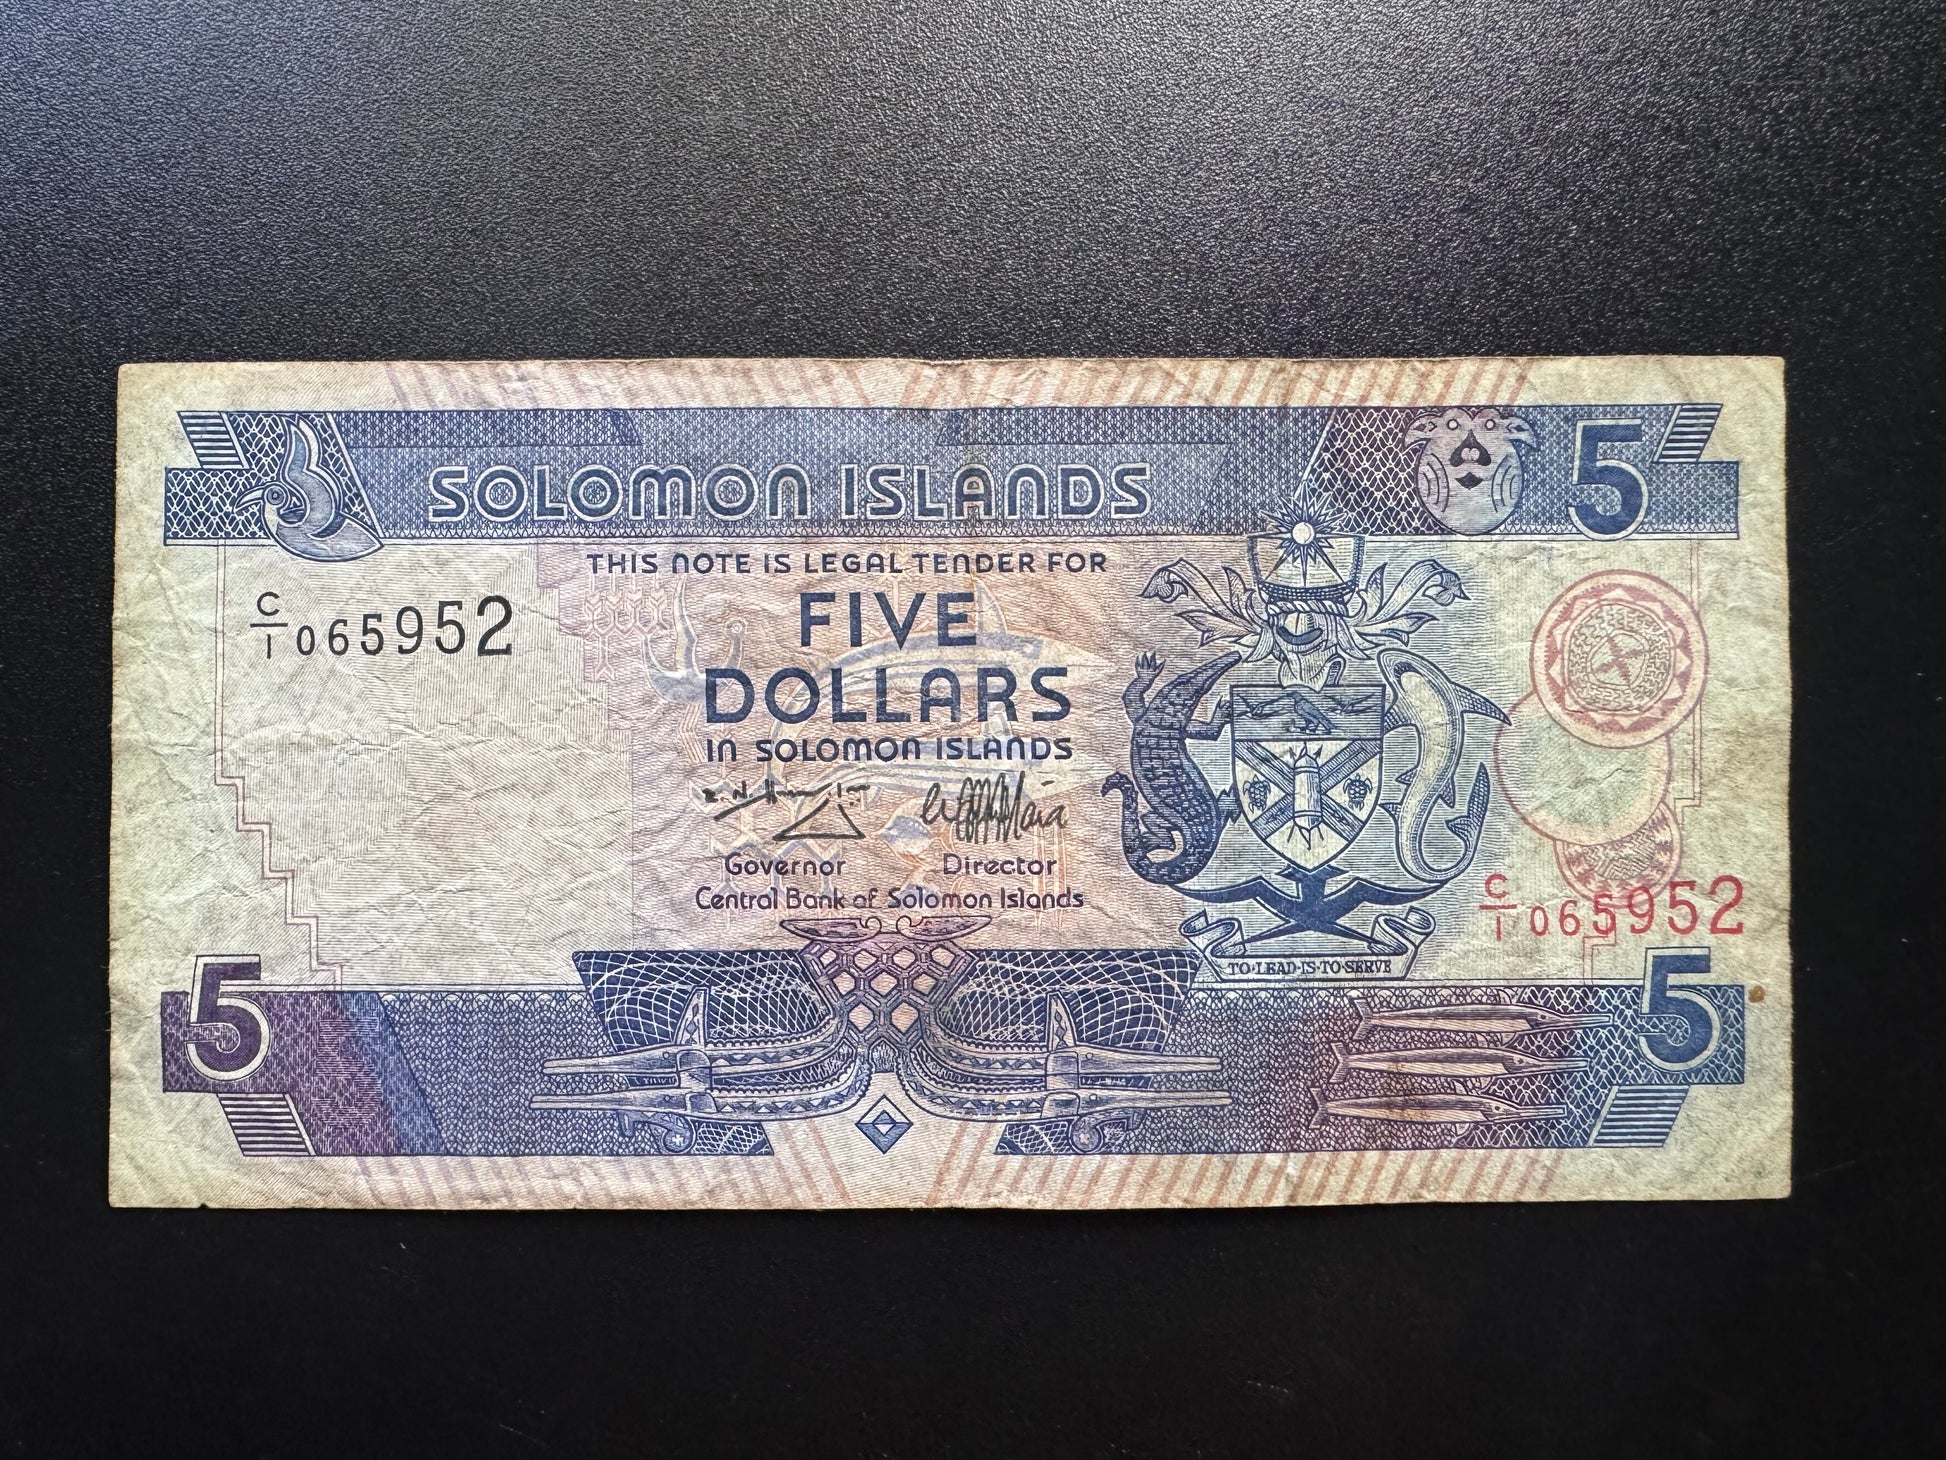 SOLOMON ISLANDS
5
THIS NOTE IS LEGAL TENDER FOR
C/1 065952
FIVE
DOLLARS
IN SOLOMON ISLANDS
Governor Director
Central Bank of Solomon Islands
C/1 065952
TO·LEAD·IS·TO·SERVE
5
5